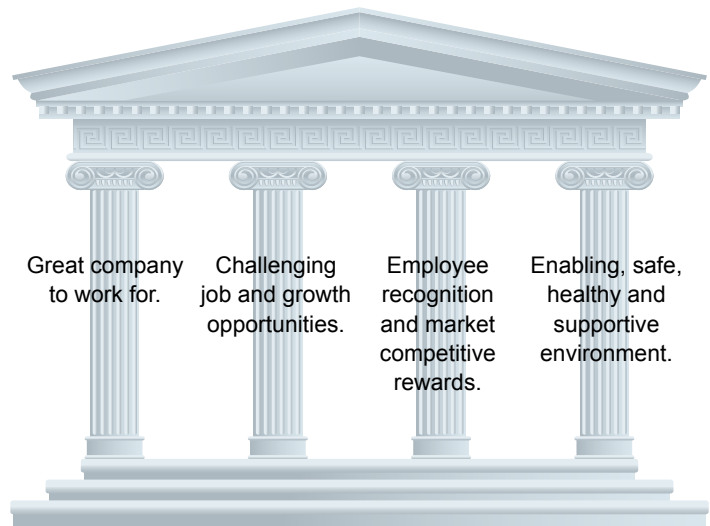 Great company
to work for.
Challenging
job and growth
opportunities.
Employee
recognition
and market
competitive
rewards.
Enabling, safe,
healthy and
supportive
environment.